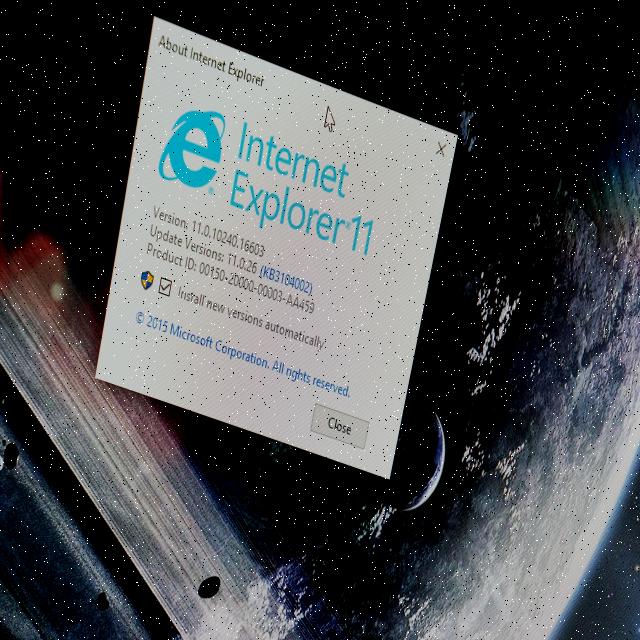 About Internet Explorer
Internet
Explorer 11
Version: 11.0.10240.16603
Update Versions: 11.0.26 (KB3184002)
Product ID: 00150-20000-00003-AA459
Install new versions automatically
© 2015 Microsoft Corporation. All rights reserved.
Close